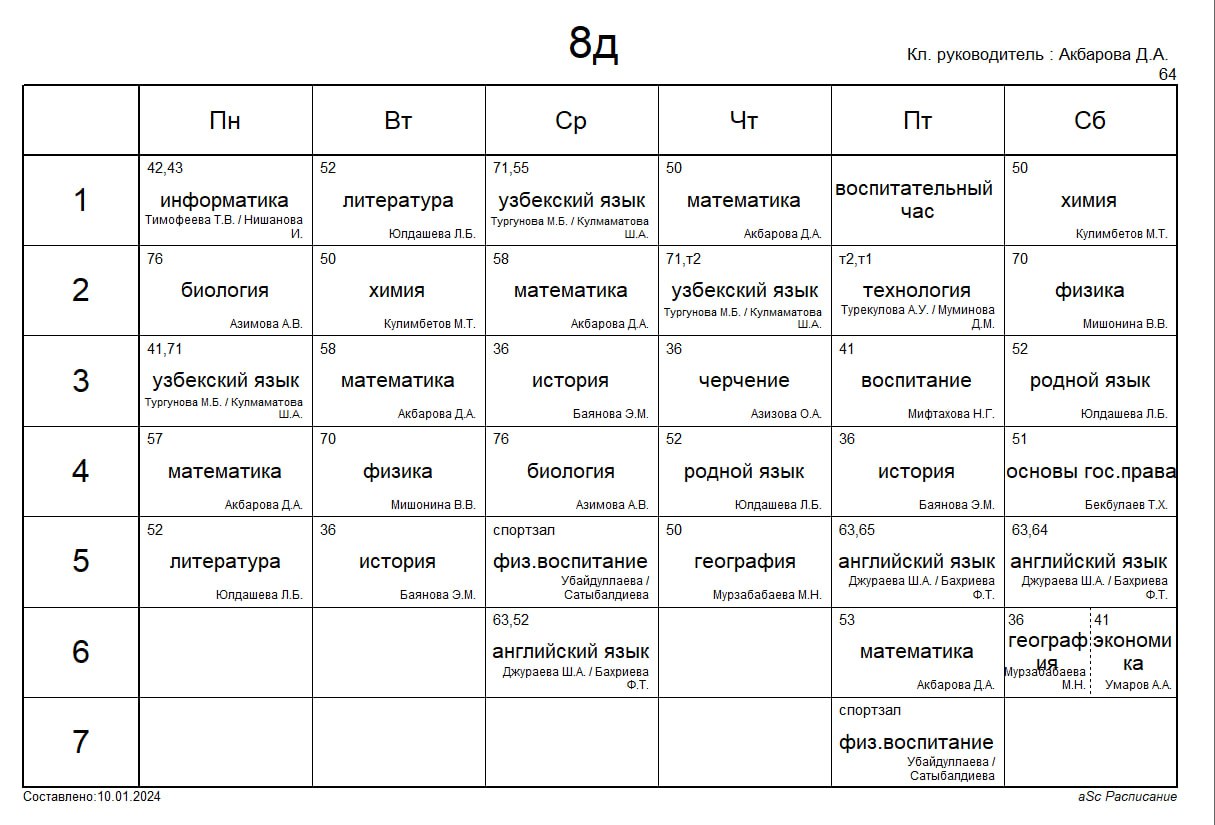 8д
Кл. руководитель : Акбарова Д.А.
64
Пн Вт Ср Чт Пт Сб
1
42,43
информатика
Тимофеева Т.В. / Нишанова
И.
52
литература
Юлдашева Л.Б.
71,55
узбекский язык
Тургунова М.Б. / Кулмаматова
Ш.А.
50
математика
Акбарова Д.А.
воспитательный
час
50
химия
Кулимбетов М.Т.
2
76
биология
Азимова А.В.
50
химия
Кулимбетов М.Т.
58
математика
Акбарова Д.А.
71,т2
узбекский язык
Тургунова М.Б. / Кулмаматова
Ш.А.
т2,т1
технология
Турекулова А.У. / Муминова
Д.М.
70
физика
Мишонина В.В.
3
41,71
узбекский язык
Тургунова М.Б. / Кулмаматова
Ш.А.
58
математика
Акбарова Д.А.
36
история
Баянова Э.М.
36
черчение
Азизова О.А.
41
воспитание
Мифтахова Н.Г.
52
родной язык
Юлдашева Л.Б.
4
57
математика
Акбарова Д.А.
70
физика
Мишонина В.В.
76
биология
Азимова А.В.
52
родной язык
Юлдашева Л.Б.
36
история
Баянова Э.М.
51
основы гос.права
Бекбулаев Т.Х.
5
52
литература
Юлдашева Л.Б.
36
история
Баянова Э.М.
спортзал
физ.воспитание
Убайдуллаева /
Сатыбалдиева
50
география
Мурзабабаева М.Н.
63,65
английский язык
Джураева Ш.А. / Бахриева
Ф.Т.
63,64
английский язык
Джураева Ш.А. / Бахриева
Ф.Т.
6
63,52
английский язык
Джураева Ш.А. / Бахриева
Ф.Т.
53
математика
Акбарова Д.А.
36
географ
ия
Мурзабабаева
М.Н.
41
экономи
ка
Умаров А.А.
7
спортзал
физ.воспитание
Убайдуллаева /
Сатыбалдиева
Составлено:10.01.2024
aSc Расписание